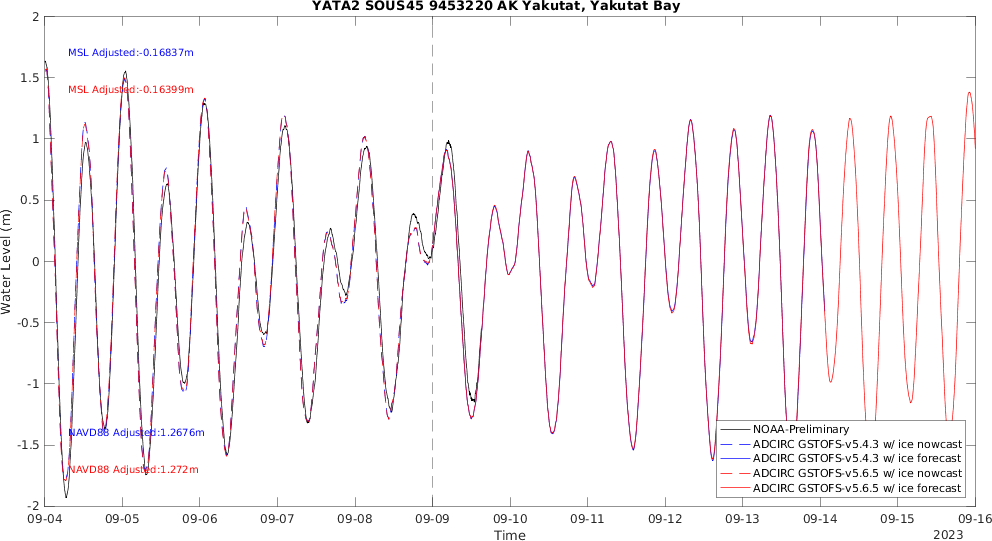 YATA2 SOUS45 9453220 AK Yakutat, Yakutat Bay
MSL Adjusted:-0.16837m
MSL Adjusted:-0.16399m
NAVD88 Adjusted:1.2676m
NAVD88 Adjusted:1.272m
Water Level (m)
2
1.5
1
0.5
0
-0.5
-1
-1.5
-2
NOAA-Preliminary
ADCIRC GSTOFS-v5.4.3 w/ ice nowcast
ADCIRC GSTOFS-v5.4.3 w/ ice forecast
ADCIRC GSTOFS-v5.6.5 w/ ice nowcast
ADCIRC GSTOFS-v5.6.5 w/ ice forecast
09-04 09-05 09-06 09-07 09-08 09-09 09-10 09-11 09-12 09-13 09-14 09-15 09-16
Time
2023